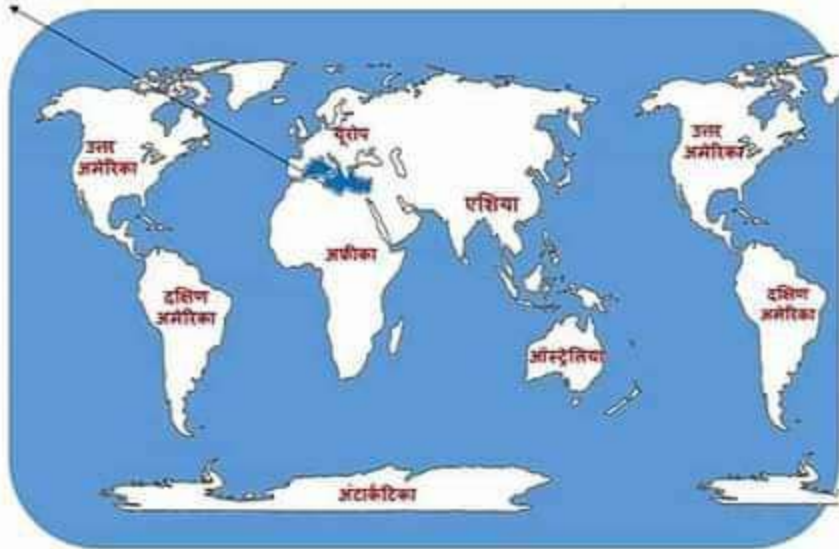 यूरोप
उत्तर
अमेरिका
उत्तर
अमेरिका
एशिया
अफ्रीका
दक्षिण
अमेरिका
दक्षिण
अमेरिका
ऑस्ट्रेलिया
अंटार्कटिका